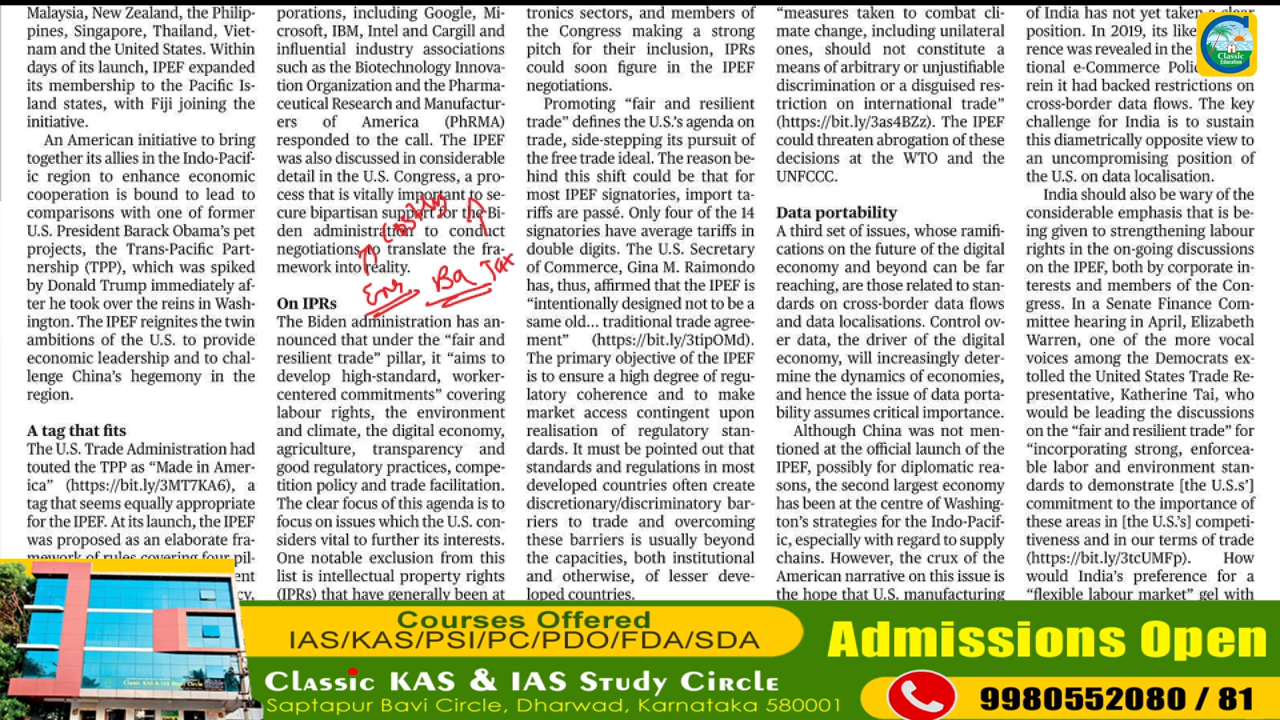 Malaysia, New Zealand, the Philip-
pines, Singapore, Thailand, Viet-
nam and the United States. Within
days of its launch, IPEF expanded
its membership to the Pacific Is-
land states, with Fiji joining the
initiative.
An American initiative to bring
together its allies in the Indo-Pacif-
ic region to enhance economic
cooperation is bound to lead to
comparisons with one of former
U.S. President Barack Obama's pet
projects, the Trans-Pacific Part-
nership (TPP), which was spiked
by Donald Trump immediately af-
ter he took over the reins in Wash-
ington. The IPEF reignites the twin
ambitions of the U.S. to provide
economic leadership and to chal-
lenge China's hegemony in the
region.
A tag that fits
The U.S. Trade Administration had
touted the TPP as "Made in Amer-
ica" (https://bit.ly/3MT7KA6), a
tag that seems equally appropriate
for the IPEF. At its launch, the IPEF
was proposed as an elaborate fra-
mework of rules covering four pil-
porations, including Google, Mi-
crosoft, IBM, Intel and Cargill and
influential industry associations
such as the Biotechnology Innova-
tion Organization and the Pharma-
ceutical Research and Manufactur-
ers of America (PhRMA)
responded to the call. The IPEF
was also discussed in considerable
detail in the U.S. Congress, a pro-
cess that is vitally important to se-
cure bipartisan support for the Bi-
den administration to conduct
negotiations to translate the fra-
mework into reality.
On IPRs
The Biden administration has an-
nounced that under the "fair and
resilient trade" pillar, it "aims to
develop high-standard, worker-
centered commitments" covering
labour rights, the environment
and climate, the digital economy,
agriculture, transparency and
good regulatory practices, compe-
tition policy and trade facilitation.
The clear focus of this agenda is to
focus on issues which the U.S. con-
siders vital to further its interests.
One notable exclusion from this
list is intellectual property rights
(IPRs) that have generally been at
tronics sectors, and members of
the Congress making a strong
pitch for their inclusion, IPRs
could soon figure in the IPEF
negotiations.
Promoting "fair and resilient
trade" defines the U.S.'s agenda on
trade, side-stepping its pursuit of
the free trade ideal. The reason be-
hind this shift could be that for
most IPEF signatories, import ta-
riffs are passé. Only four of the 14
signatories have average tariffs in
double digits. The U.S. Secretary
of Commerce, Gina M. Raimondo
has, thus, affirmed that the IPEF is
"intentionally designed not to be a
same old... traditional trade agree-
ment" (https://bit.ly/3tipOMd).
The primary objective of the IPEF
is to ensure a high degree of regu-
latory coherence and to make
market access contingent upon
realisation of regulatory stan-
dards. It must be pointed out that
standards and regulations in most
developed countries often create
discretionary/discriminatory bar-
riers to trade and overcoming
these barriers is usually beyond
the capacities, both institutional
and otherwise, of lesser deve-
loped countries.
"measures taken to combat cli-
mate change, including unilateral
ones, should not constitute a
means of arbitrary or unjustifiable
discrimination or a disguised res-
triction on international trade"
(https://bit.ly/3as4BZz). The IPEF
could threaten abrogation of these
decisions at the WTO and the
UNFCCC.
Data portability
A third set of issues, whose ramifi-
cations on the future of the digital
economy and beyond can be far
reaching, are those related to stan-
dards on cross-border data flows
and data localisations. Control ov-
er data, the driver of the digital
economy, will increasingly deter-
mine the dynamics of economies,
and hence the issue of data porta-
bility assumes critical importance.
Although China was not men-
tioned at the official launch of the
IPEF, possibly for diplomatic rea-
sons, the second largest economy
has been at the centre of Washing-
ton's strategies for the Indo-Pacif-
ic, especially with regard to supply
chains. However, the crux of the
American narrative on this issue is
the hope that U.S. manufacturing
of India has not yet taken a clear
position. In 2019, its like
rence was revealed in the
tional e-Commerce Polic
rein it had backed restrictions on
cross-border data flows. The key
challenge for India is to sustain
this diametrically opposite view to
an uncompromising position of
the U.S. on data localisation.
India should also be wary of the
considerable emphasis that is be-
ing given to strengthening labour
rights in the on-going discussions
on the IPEF, both by corporate in-
terests and members of the Con-
gress. In a Senate Finance Com-
mittee hearing in April, Elizabeth
Warren, one of the more vocal
voices among the Democrats ex-
tolled the United States Trade Re-
presentative, Katherine Tai, who
would be leading the discussions
on the "fair and resilient trade" for
"incorporating strong, enforcea-
ble labor and environment stan-
dards to demonstrate [the U.S.s']
commitment to the importance of
these areas in [the U.S.'s] competi-
tiveness and in our terms of trade
(https://bit.ly/3tcUMFp). How
would India's preference for a
"flexible labour market" gel with
Classic
Education
Tax
Courses Offered
IAS/KAS/PSI/PC/PDO/FDA/SDA
Classic KAS & IAS Study Circle
Saptapur Bavi Circle, Dharwad, Karnataka 580001
Admissions Open
9980552080 / 81